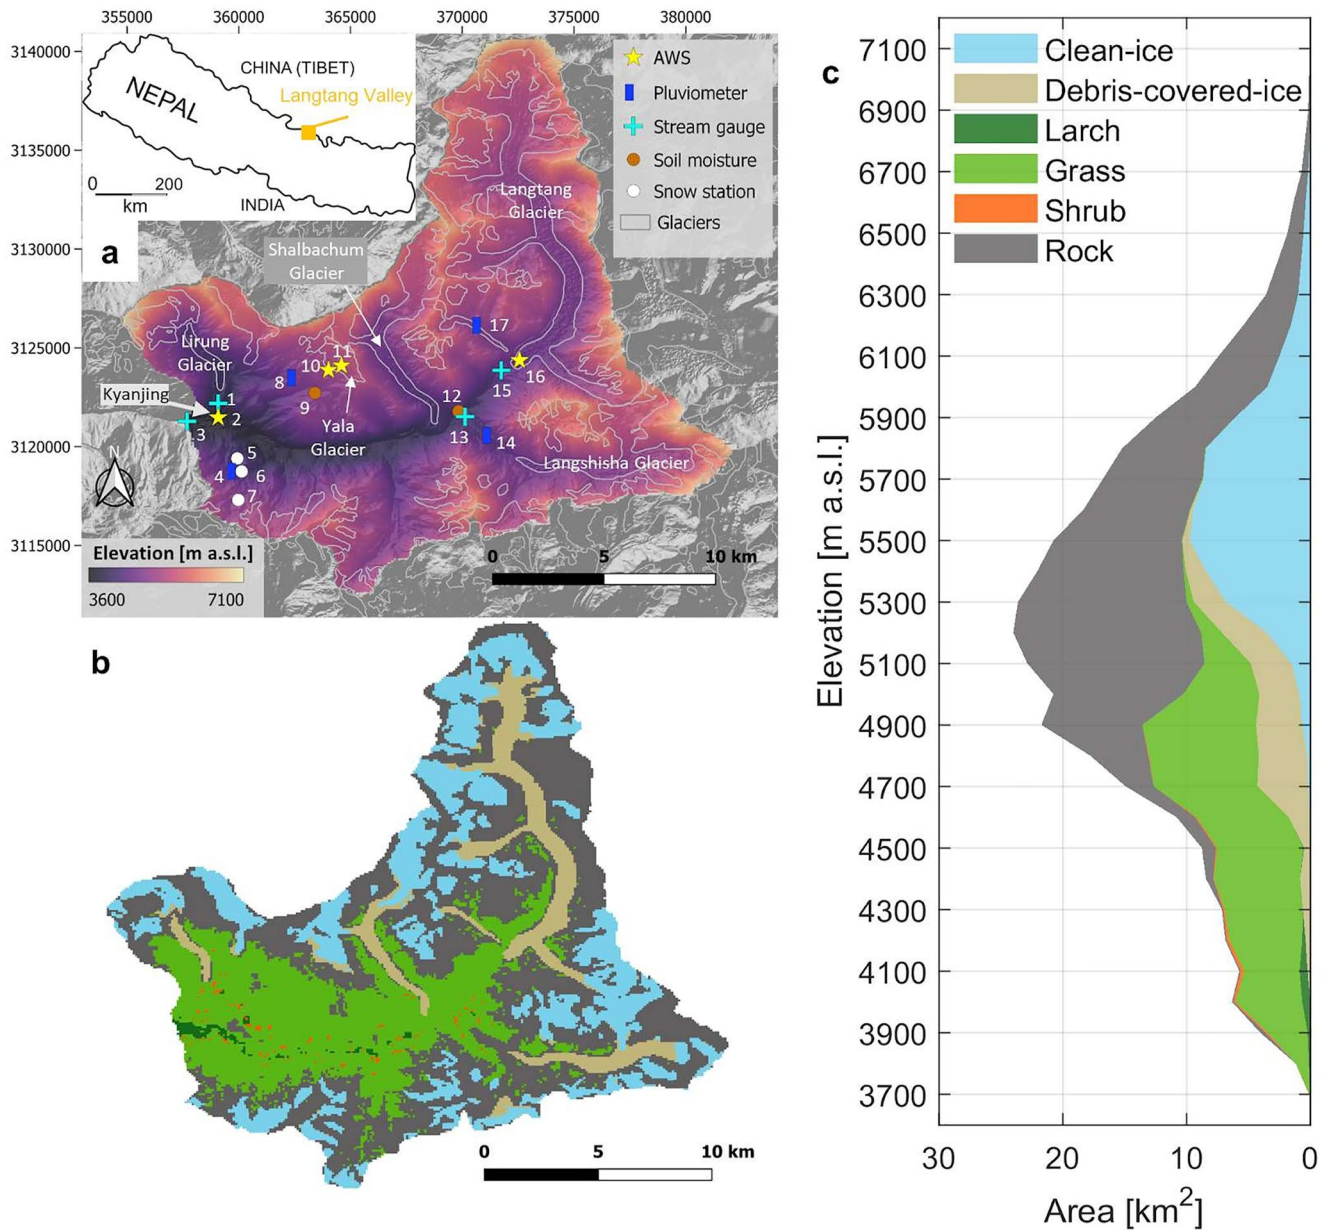 355000 360000 365000 370000 375000 380000
3140000
3135000
3130000
3125000
3120000
3115000
CHINA (TIBET)
NEPAL
Langtang Valley
0 200
km
INDIA
AWS
Pluviometer
Stream gauge
Soil moisture
Snow station
Glaciers
a
Langtang
Glacier
Shalbachum
Glacier
Lirung
Glacier
Kyanjing
Yala
Glacier
Langshisha Glacier
1
2
3
4
5
6
7
8
9
10
11
12
13
14
15
16
17
N
Elevation [m a.s.l.]
3600 7100
0 5 10 km
b
0 5 10 km
c
Clean-ice
Debris-covered-ice
Larch
Grass
Shrub
Rock
Elevation [m a.s.l.]
7100
6900
6700
6500
6300
6100
5900
5700
5500
5300
5100
4900
4700
4500
4300
4100
3900
3700
30 20 10 0
Area [km²]